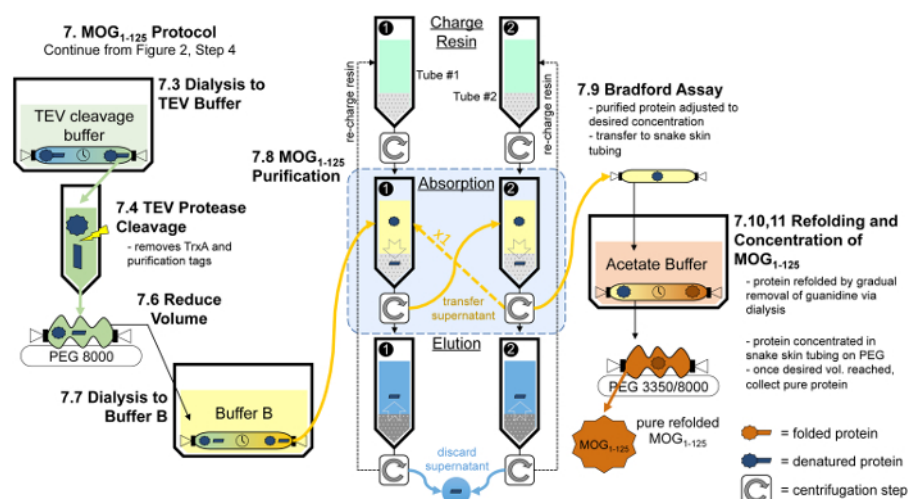 7. MOG1-125 Protocol
Continue from Figure 2, Step 4
7.3 Dialysis to
TEV Buffer
TEV cleavage
buffer
7.4 TEV Protease
Cleavage
- removes TrxA and
purification tags
7.6 Reduce
Volume
PEG 8000
7.7 Dialysis to
Buffer B
Buffer B
7.8 MOG1-125
Purification
Charge
Resin
1
2
Tube #1
Tube #2
re-charge resin
re-charge resin
Absorption
1
2
x1
transfer
supernatant
Elution
1
2
discard
supernatant
7.9 Bradford Assay
- purified protein adjusted to
desired concentration
- transfer to snake skin
tubing
7.10,11 Refolding and
Concentration of
MOG1-125
Acetate Buffer
- protein refolded by gradual
removal of guanidine via
dialysis
- protein concentrated in
snake skin tubing on PEG
- once desired vol. reached,
collect pure protein
PEG 3350/8000
pure refolded
MOG1-125
MOG1-125
= folded protein
= denatured protein
= centrifugation step